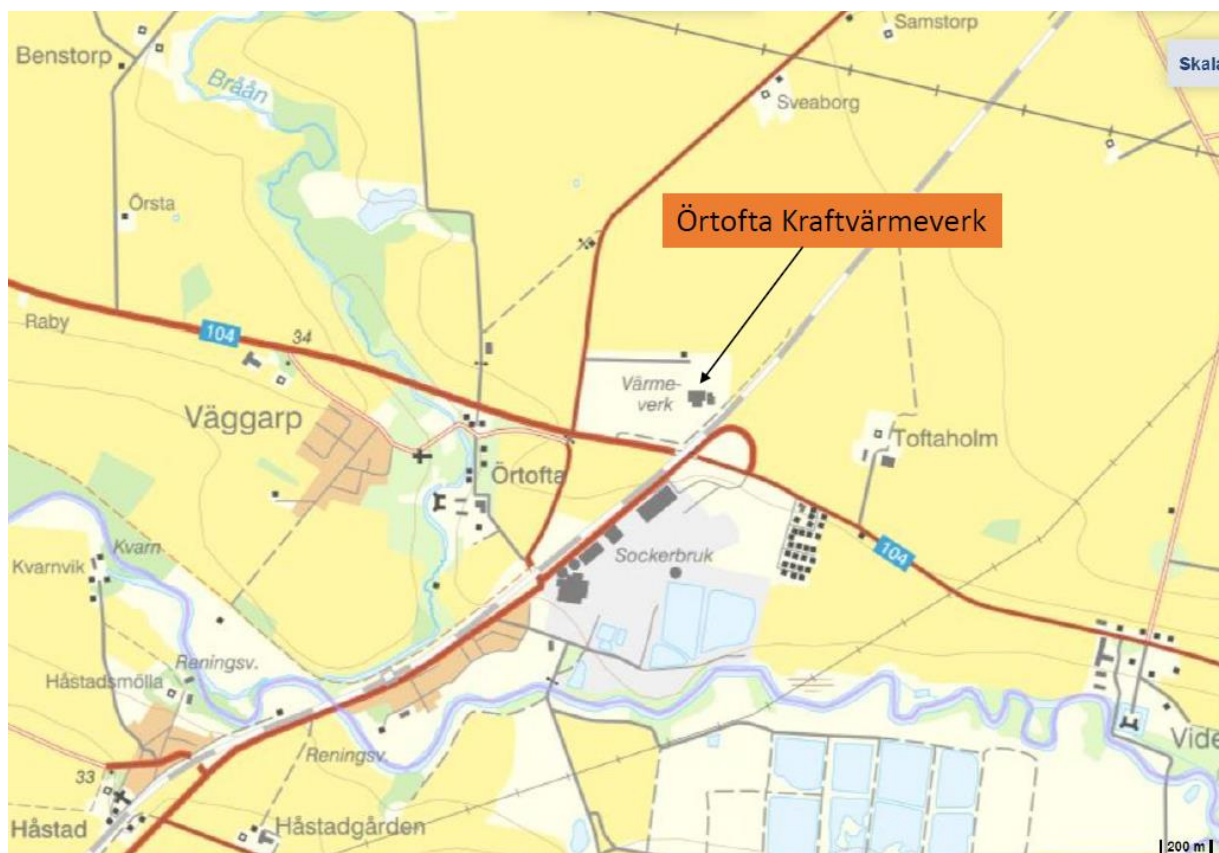 Samstorp
Benstorp
Skala
Bråån
Sveaborg
Örsta
Örtofta Kraftvärmeverk
Raby
104
34
Värme-
verk
Väggarp
Toftaholm
Örtofta
Kvarn
Sockerbruk
104
Kvarnvik
Reningsv.
Håstadsmölla
Reningsv.
Vide
33
Håstad
Håstadgården
200 m